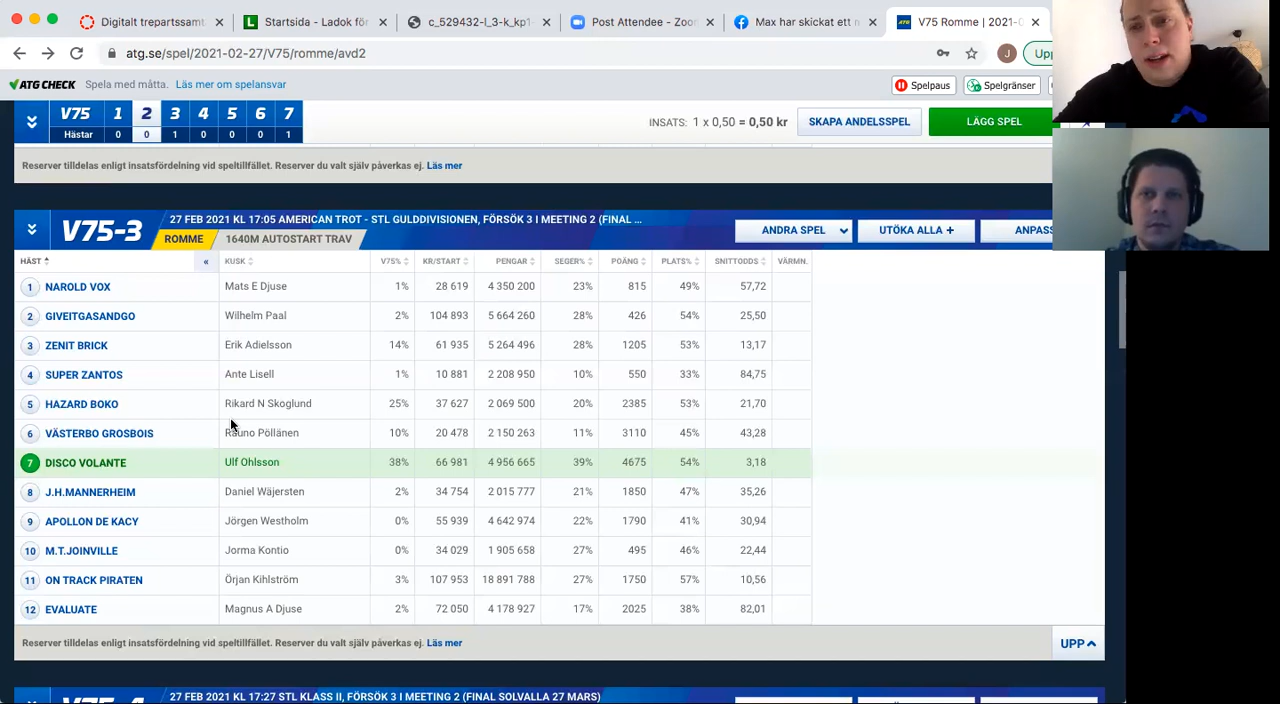 Digitalt trepartssamt
Startsida - Ladok för
c_529432-l_3-k_kp1-
Post Attendee - Zoo
Max har skickat ett m
V75 Romme | 2021-0
atg.se/spel/2021-02-27/V75/romme/avd2
J
Upp
ATG CHECK Spela med måtta. Läs mer om spelansvar
Spelpaus Spelgränser
V75 1 2 3 4 5 6 7
Hästar 0 0 1 0 0 0 1
INSATS: 1 x 0,50 = 0,50 kr SKAPA ANDELSSPEL LÄGG SPEL
Reserver tilldelas enligt insatsfördelning vid speltillfället. Reserver du valt själv påverkas ej. Läs mer
V75-3 27 FEB 2021 KL 17:05 AMERICAN TROT - STL GULDDIVISIONEN, FÖRSÖK 3 I MEETING 2 (FINAL ...
ROMME 1640M AUTOSTART TRAV
ANDRA SPEL UTÖKA ALLA + ANPASS
HÄST « KUSK V75% KR/START PENGAR SEGER% POÄNG PLATS% SNITTODDS VÄRMN.
1 NAROLD VOX Mats E Djuse 1% 28 619 4 350 200 23% 815 49% 57,72
2 GIVEITGASANDGO Wilhelm Paal 2% 104 893 5 664 260 28% 426 54% 25,50
3 ZENIT BRICK Erik Adielsson 14% 61 935 5 264 496 28% 1205 53% 13,17
4 SUPER ZANTOS Ante Lisell 1% 10 881 2 208 950 10% 550 33% 84,75
5 HAZARD BOKO Rikard N Skoglund 25% 37 627 2 069 500 20% 2385 53% 21,70
6 VÄSTERBO GROSBOIS Rauno Pöllänen 10% 20 478 2 150 263 11% 3110 45% 43,28
7 DISCO VOLANTE Ulf Ohlsson 38% 66 981 4 956 665 39% 4675 54% 3,18
8 J.H.MANNERHEIM Daniel Wäjersten 2% 34 754 2 015 777 21% 1850 47% 35,26
9 APOLLON DE KACY Jörgen Westholm 0% 55 939 4 642 974 22% 1790 41% 30,94
10 M.T.JOINVILLE Jorma Kontio 0% 34 029 1 905 658 27% 495 46% 22,44
11 ON TRACK PIRATEN Örjan Kihlström 3% 107 953 18 891 788 27% 1750 57% 10,56
12 EVALUATE Magnus A Djuse 2% 72 050 4 178 927 17% 2025 38% 82,01
Reserver tilldelas enligt insatsfördelning vid speltillfället. Reserver du valt själv påverkas ej. Läs mer
UPP
27 FEB 2021 KL 17:27 STL KLASS II, FÖRSÖK 3 I MEETING 2 (FINAL SOLVALLA 27 MARS)